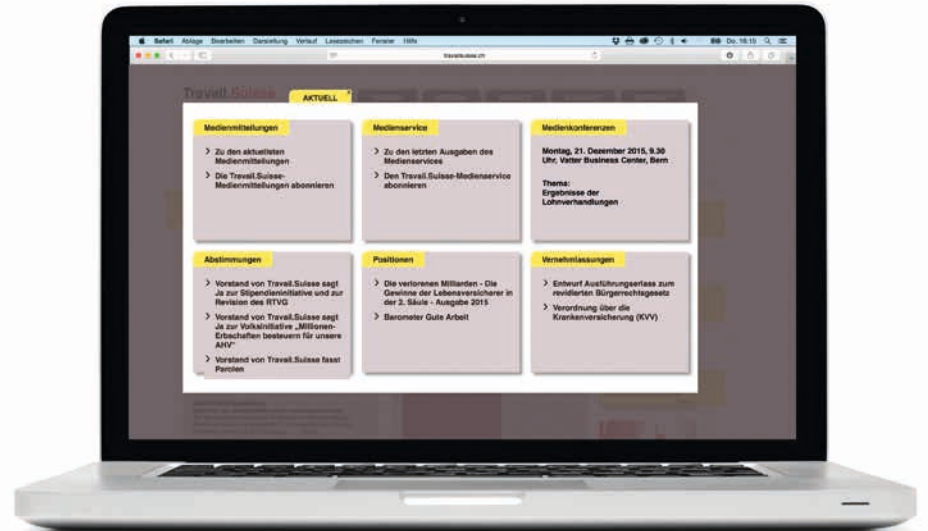 Safari Ablage Bearbeiten Darstellung Verlauf Lesezeichen Fenster Hilfe
Do. 16:15
travailsuisse.ch
Travail.Suisse
AKTUELL
Medienmitteilungen
Zu den aktuellsten
Medienmitteilungen
Die Travail.Suisse-
Medienmitteilungen abonnieren
Medienservice
Zu den letzten Ausgaben des
Medienservices
Den Travail.Suisse-Medienservice
abonnieren
Medienkonferenzen
Montag, 21. Dezember 2015, 9.30
Uhr, Vatter Business Center, Bern
Thema:
Ergebnisse der
Lohnverhandlungen
Abstimmungen
Vorstand von Travail.Suisse sagt
Ja zur Stipendieninitiative und zur
Revision des RTVG
Vorstand von Travail.Suisse sagt
Ja zur Volksinitiative „Millionen-
Erbschaften besteuern für unsere
AHV“
Vorstand von Travail.Suisse fasst
Parolen
Positionen
Die verlorenen Milliarden - Die
Gewinne der Lebensversicherer in
der 2. Säule - Ausgabe 2015
Barometer Gute Arbeit
Vernehmlassungen
Entwurf Ausführungserlass zum
revidierten Bürgerrechtsgesetz
Verordnung über die
Krankenversicherung (KVV)